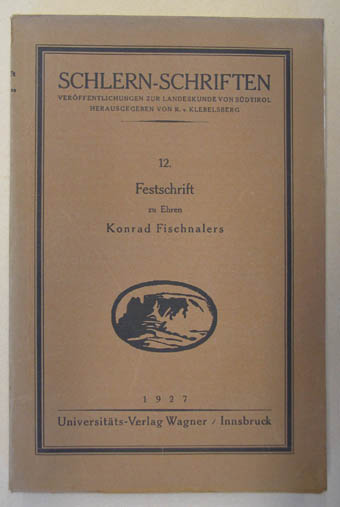 SCHLERN-SCHRIFTEN
VERÖFFENTLICHUNGEN ZUR LANDESKUNDE VON SÜDTIROL
HERAUSGEGEBEN VON R. v. KLEBELSBERG
12.
Festschrift
zu Ehren
Konrad Fischnalers
1927
Universitäts-Verlag Wagner / Innsbruck